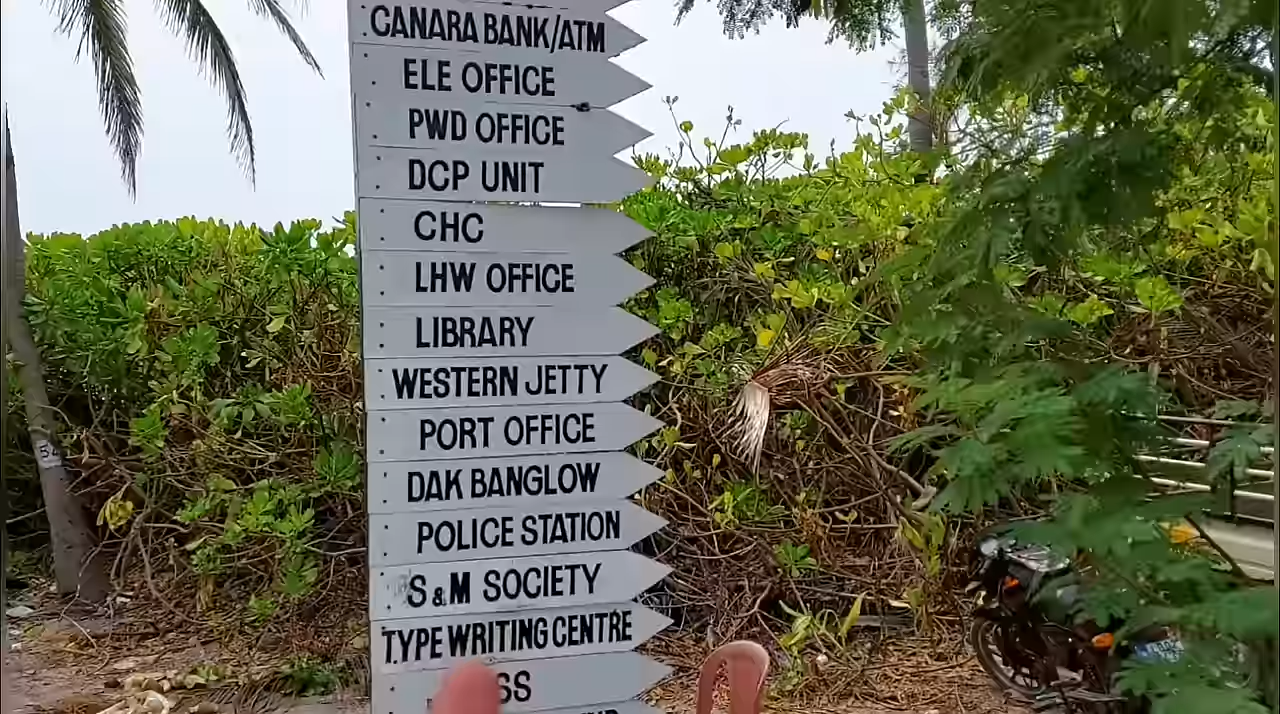 CANARA BANK/ATM
ELE OFFICE
PWD OFFICE
DCP UNIT
CHC
LHW OFFICE
LIBRARY
WESTERN JETTY
PORT OFFICE
DAK BANGLOW
POLICE STATION
S&M SOCIETY
TYPE WRITING CENTRE